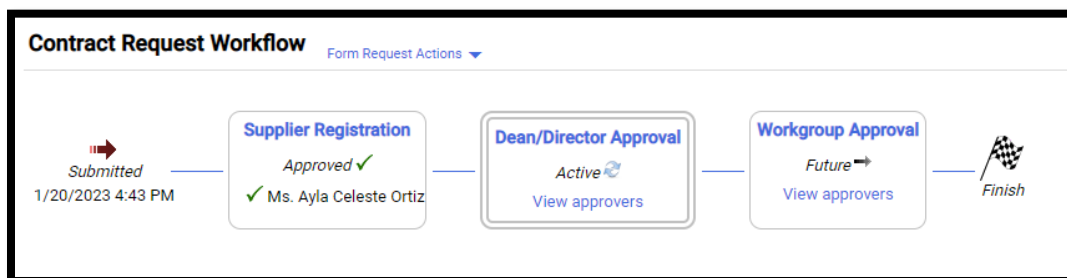 Contract Request Workflow
Form Request Actions
Submitted
1/20/2023 4:43 PM
Supplier Registration
Approved
Ms. Ayla Celeste Ortiz
Dean/Director Approval
Active
View approvers
Workgroup Approval
Future
View approvers
Finish